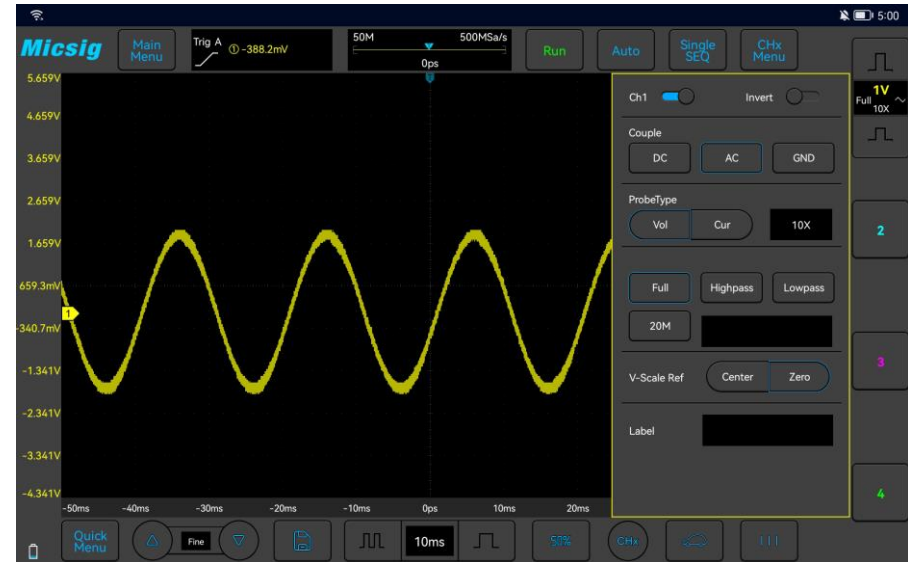 5:00
Micsig
Main
Menu
Trig A
① -388.2mV
50M
500MSa/s
0ps
Run
Auto
Single
SEQ
CHx
Menu
T
5.659V
4.659V
3.659V
2.659V
1.659V
659.3mV
1
-340.7mV
-1.341V
-2.341V
-3.341V
-4.341V
-50ms
-40ms
-30ms
-20ms
-10ms
0ps
10ms
20ms
Ch1
Invert
Couple
DC
AC
GND
ProbeType
Vol
Cur
10X
Full
Highpass
Lowpass
20M
V-Scale Ref
Center
Zero
Label
1V
Full
10X
2
3
4
Quick
Menu
Fine
10ms
50%
CHx